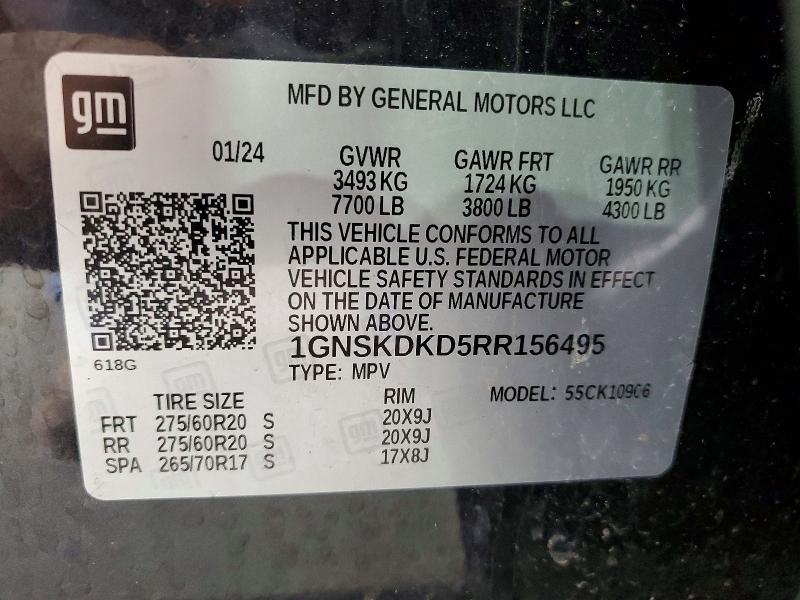 gm
MFD BY GENERAL MOTORS LLC
01/24 GVWR GAWR FRT GAWR RR
3493 KG 1724 KG 1950 KG
7700 LB 3800 LB 4300 LB
THIS VEHICLE CONFORMS TO ALL
APPLICABLE U.S. FEDERAL MOTOR
VEHICLE SAFETY STANDARDS IN EFFECT
ON THE DATE OF MANUFACTURE
SHOWN ABOVE.
1GNSKDKD5RR156495
618G
TYPE: MPV MODEL: 55CK10906
TIRE SIZE RIM
FRT 275/60R20 S 20X9J
RR 275/60R20 S 20X9J
SPA 265/70R17 S 17X8J